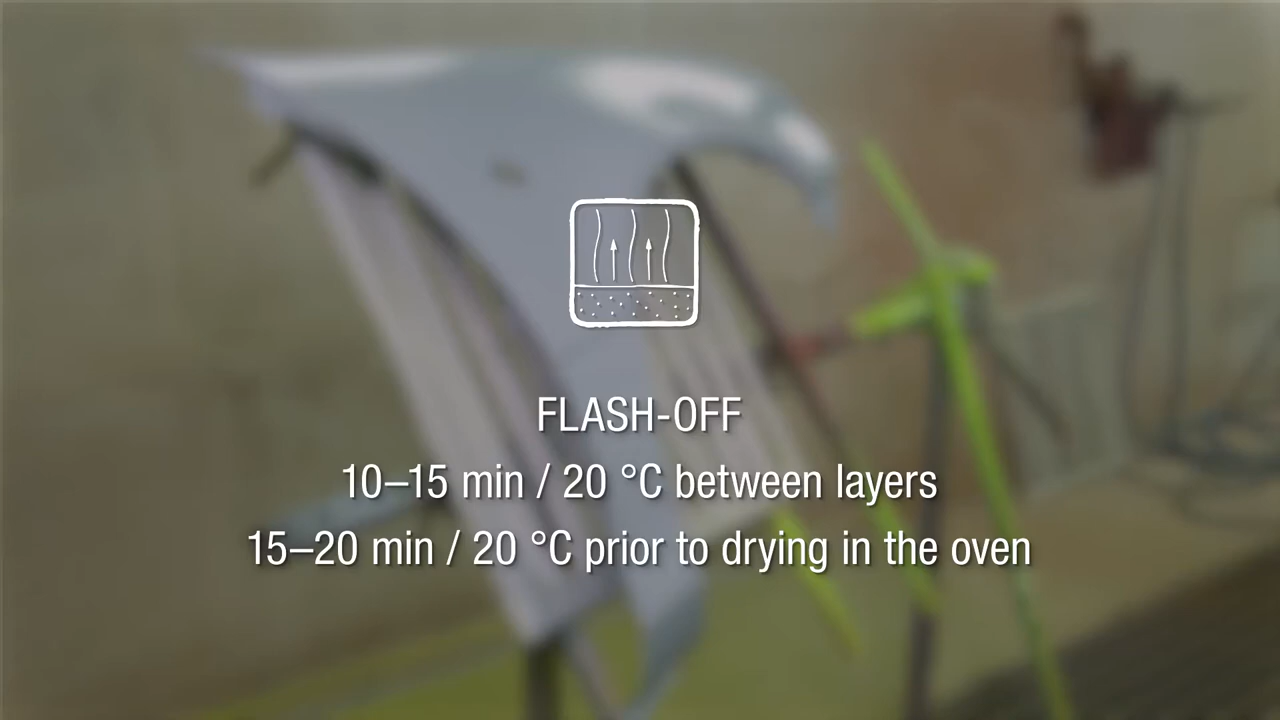 FLASH-OFF
10–15 min / 20 °C between layers
15–20 min / 20 °C prior to drying in the oven